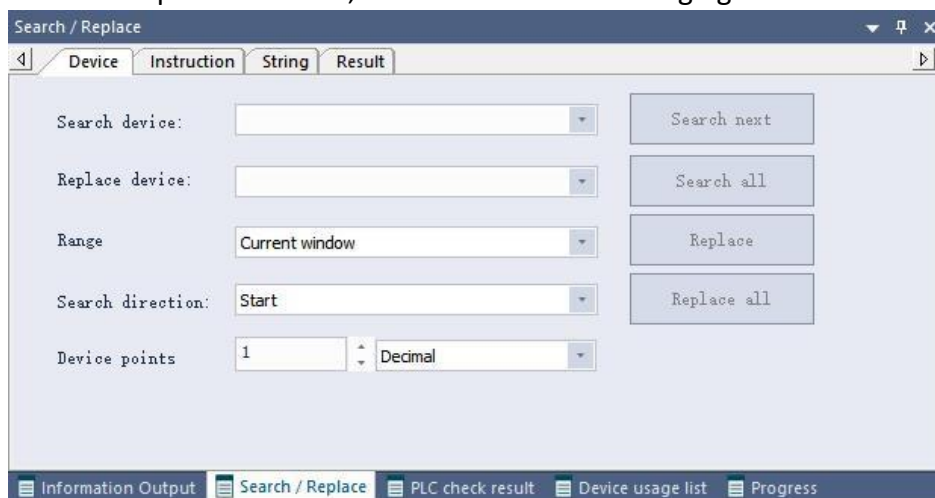 Search / Replace
Device Instruction String Result
Search device: Search next
Replace device: Search all
Range Current window Replace
Search direction: Start Replace all
Device points 1 Decimal
Information Output Search / Replace PLC check result Device usage list Progress